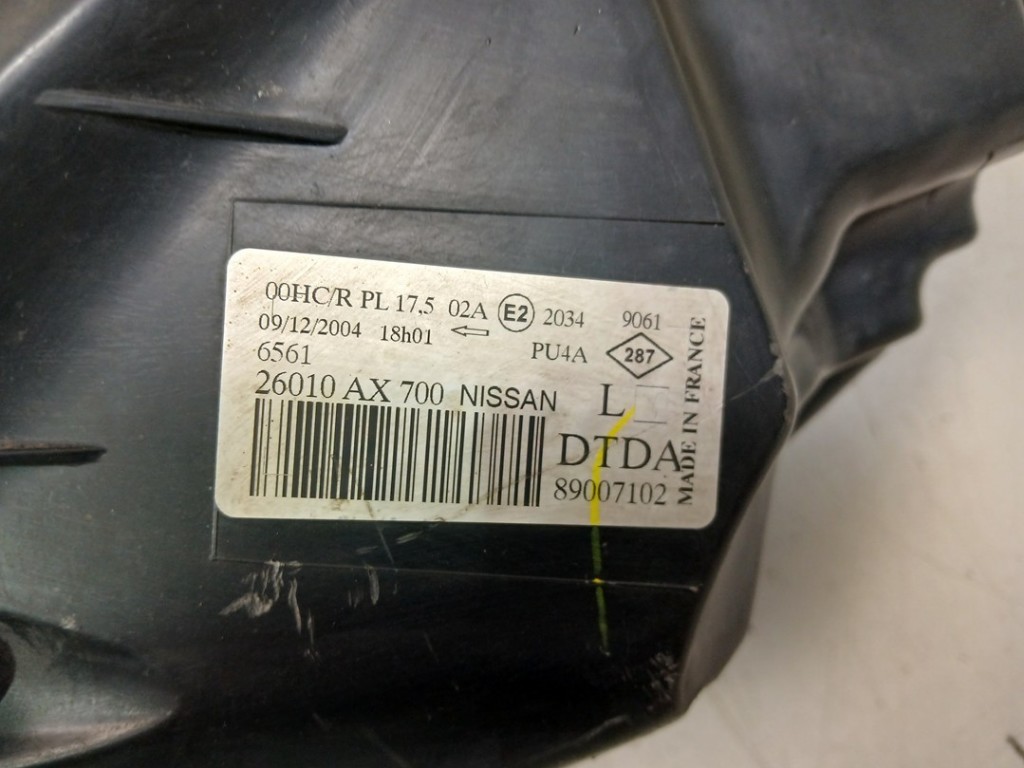 00HC/R PL 17,5 02A E2 2034 9061
09/12/2004 18h01
PU4A 287
6561
26010 AX 700 NISSAN L
DTDA
89007102
MADE IN FRANCE